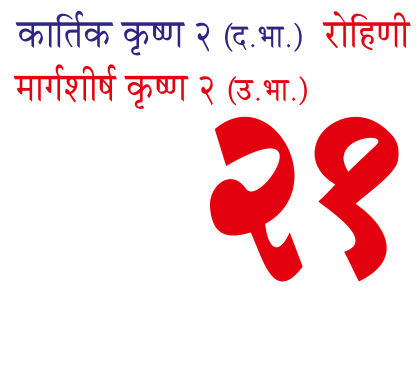 कार्तिक कृष्ण २ (द.भा.) रोहिणी
मार्गशीर्ष कृष्ण २ (उ.भा.)
२१